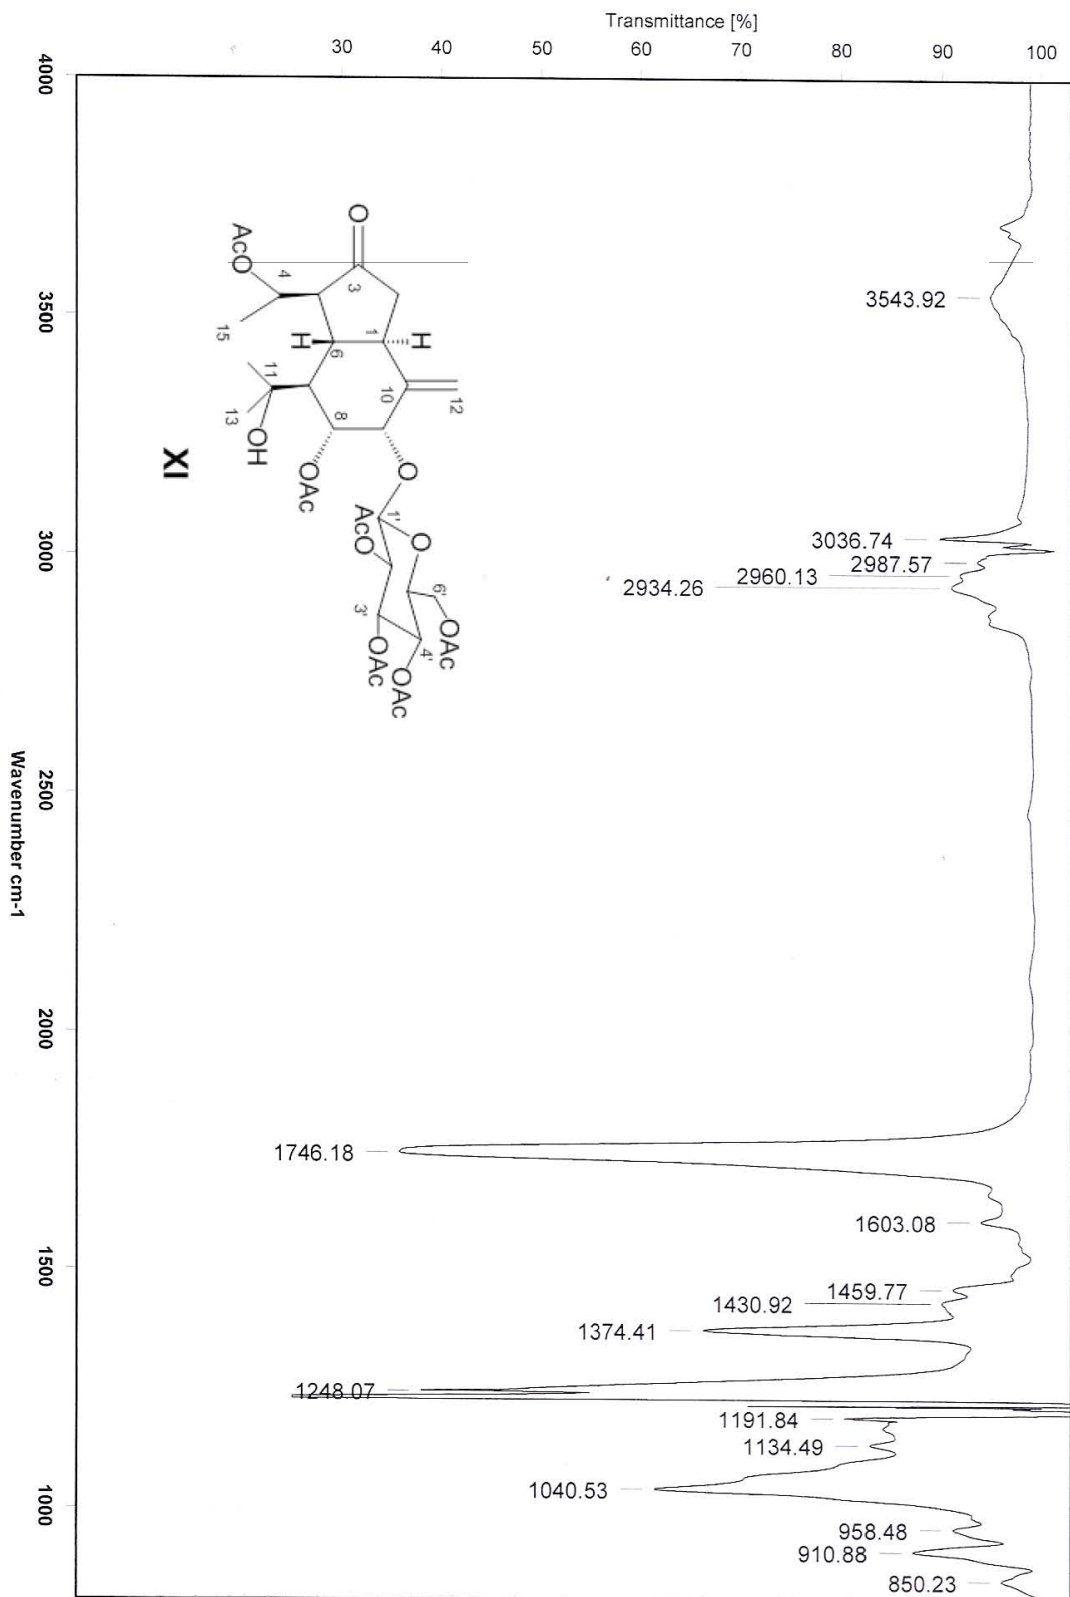 Transmittance [%]
30 40 50 60 70 80 90 100
4000
3500
3000
2500
2000
1500
1000
Wavenumber cm-1
3543.92
3036.74
2987.57
2960.13
2934.26
1746.18
1603.08
1459.77
1430.92
1374.41
1248.07
1191.84
1134.49
1040.53
958.48
910.88
850.23
O
AcO
4
3
15
H
6
1
H
11
13
OH
8
10
12
OAc
O
1'
AcO
O
6'
OAc
3'
OAc
4'
OAc
XI